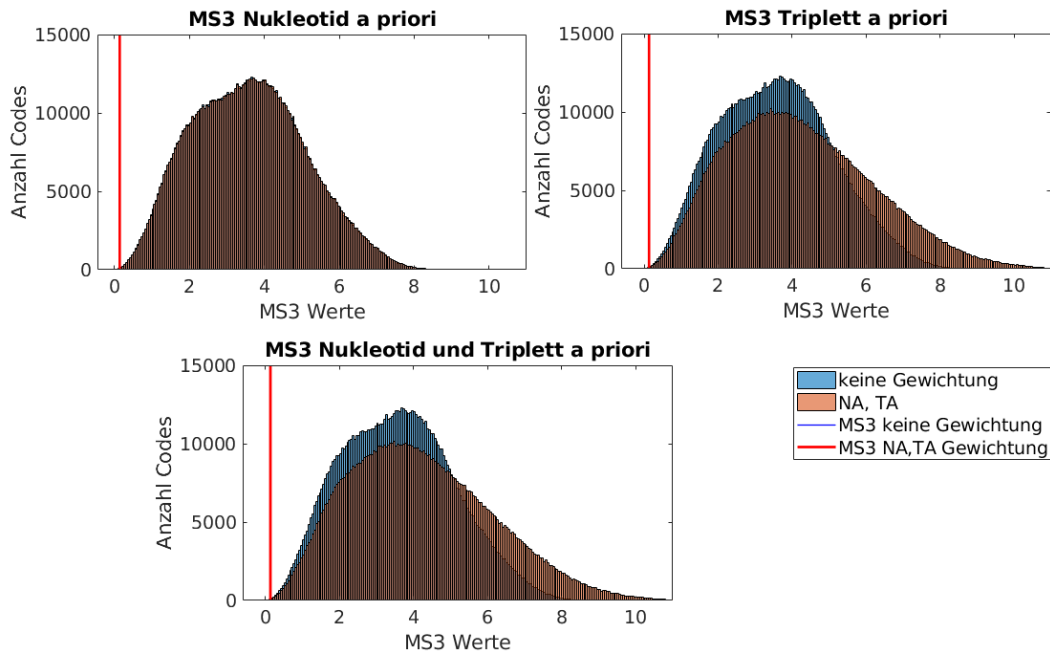 MS3 Nukleotid a priori
15000
10000
5000
0
Anzahl Codes
0 2 4 6 8 10
MS3 Werte
MS3 Triplett a priori
15000
10000
5000
0
Anzahl Codes
0 2 4 6 8 10
MS3 Werte
MS3 Nukleotid und Triplett a priori
15000
10000
5000
0
Anzahl Codes
0 2 4 6 8 10
MS3 Werte
keine Gewichtung
NA, TA
MS3 keine Gewichtung
MS3 NA,TA Gewichtung